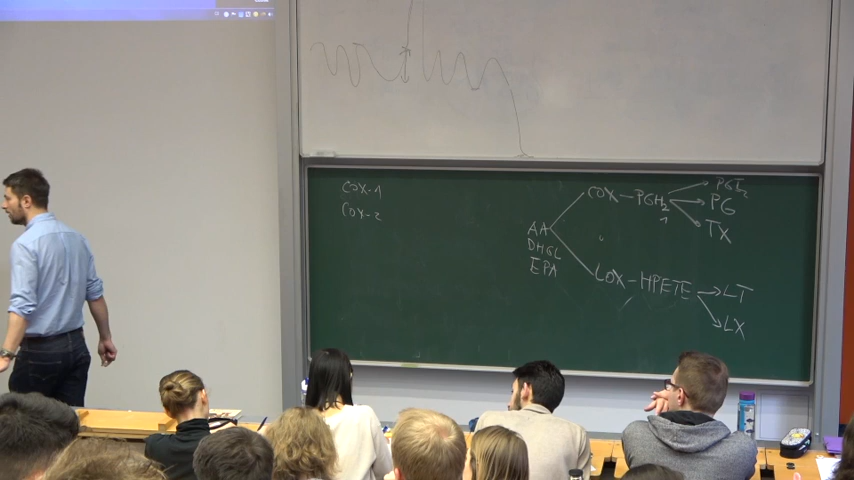 COX-1
COX-2
AA
DHGL
EPA
COX - PGH2
PGI2
PG
TX
LOX - HPETE
LT
LX